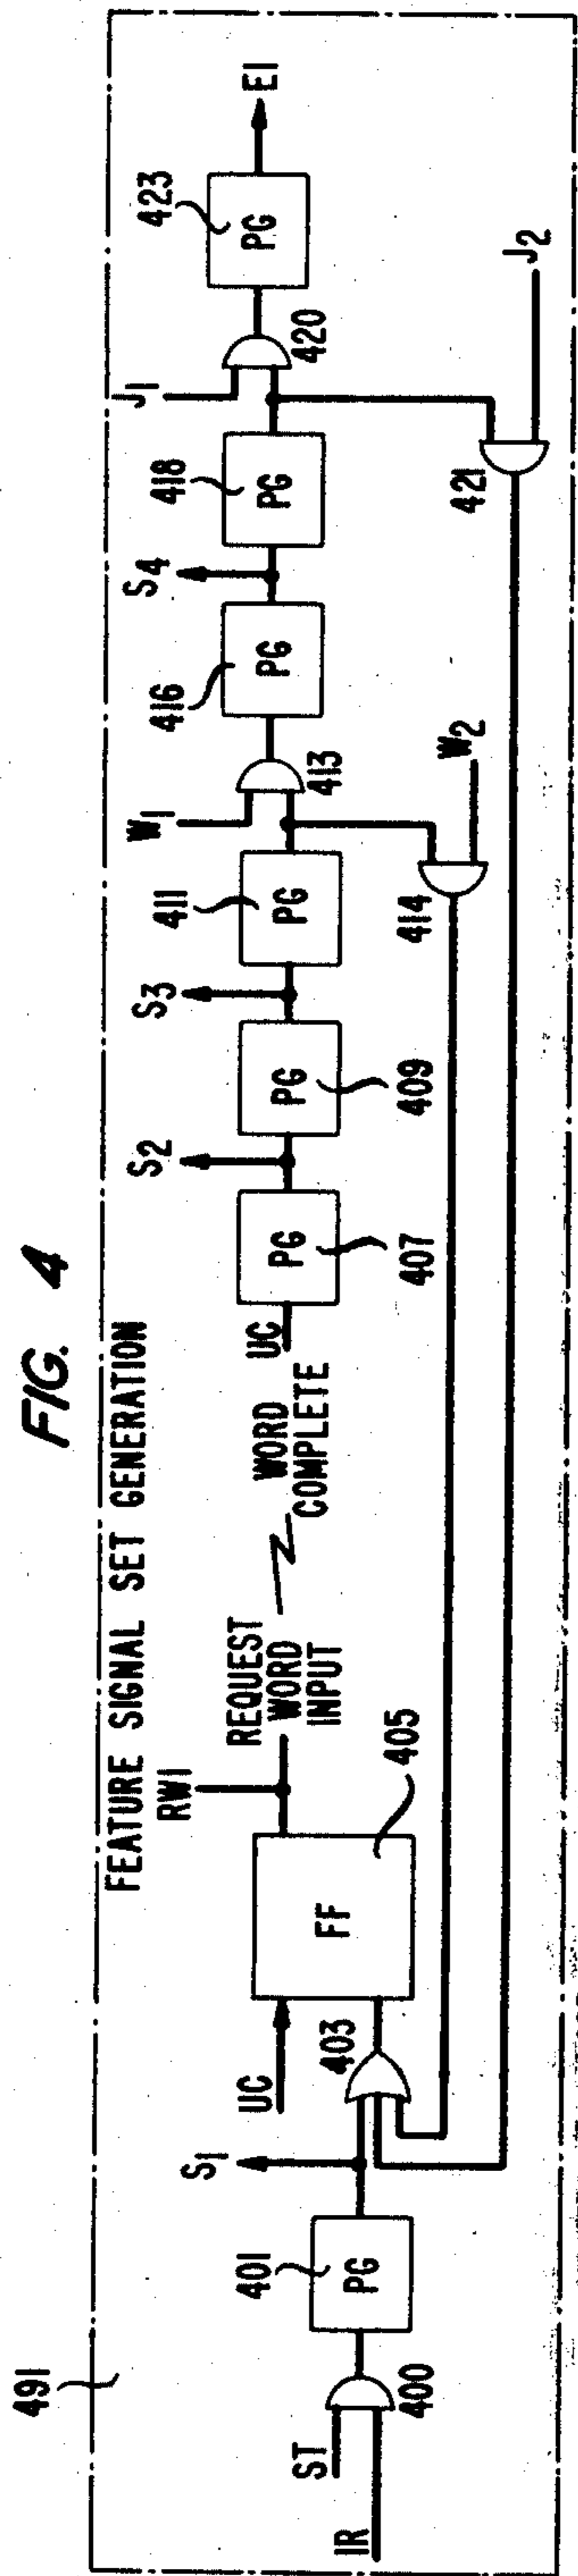 FIG. 4
FEATURE SIGNAL SET GENERATION
491
ST
IR
400
401
PG
S1
403
UC
FF
405
RW1
REQUEST
WORD
INPUT
WORD
COMPLETE
UC
PG
407
S2
PG
409
S3
411
PG
W1
413
414
W2
416
PG
S4
418
PG
J1
420
421
J2
423
PG
E1